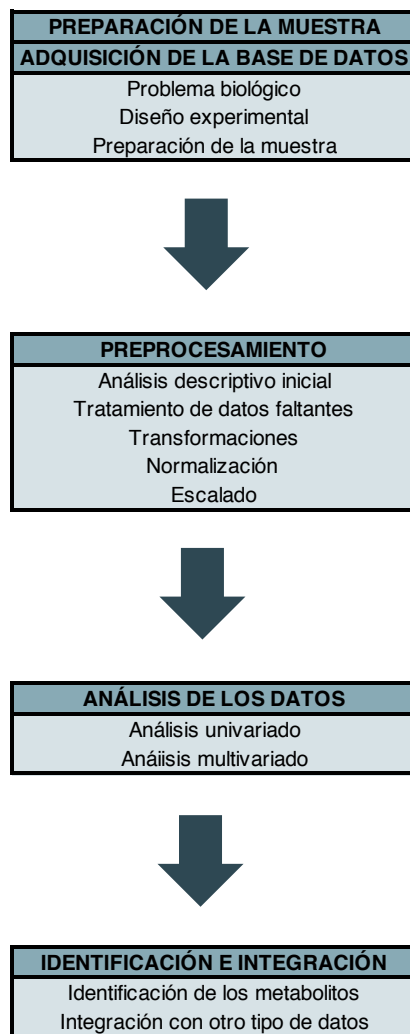 PREPARACIÓN DE LA MUESTRA
ADQUISICIÓN DE LA BASE DE DATOS
Problema biológico
Diseño experimental
Preparación de la muestra
PREPROCESAMIENTO
Análisis descriptivo inicial
Tratamiento de datos faltantes
Transformaciones
Normalización
Escalado
ANÁLISIS DE LOS DATOS
Análisis univariado
Anáiisis multivariado
IDENTIFICACIÓN E INTEGRACIÓN
Identificación de los metabolitos
Integración con otro tipo de datos